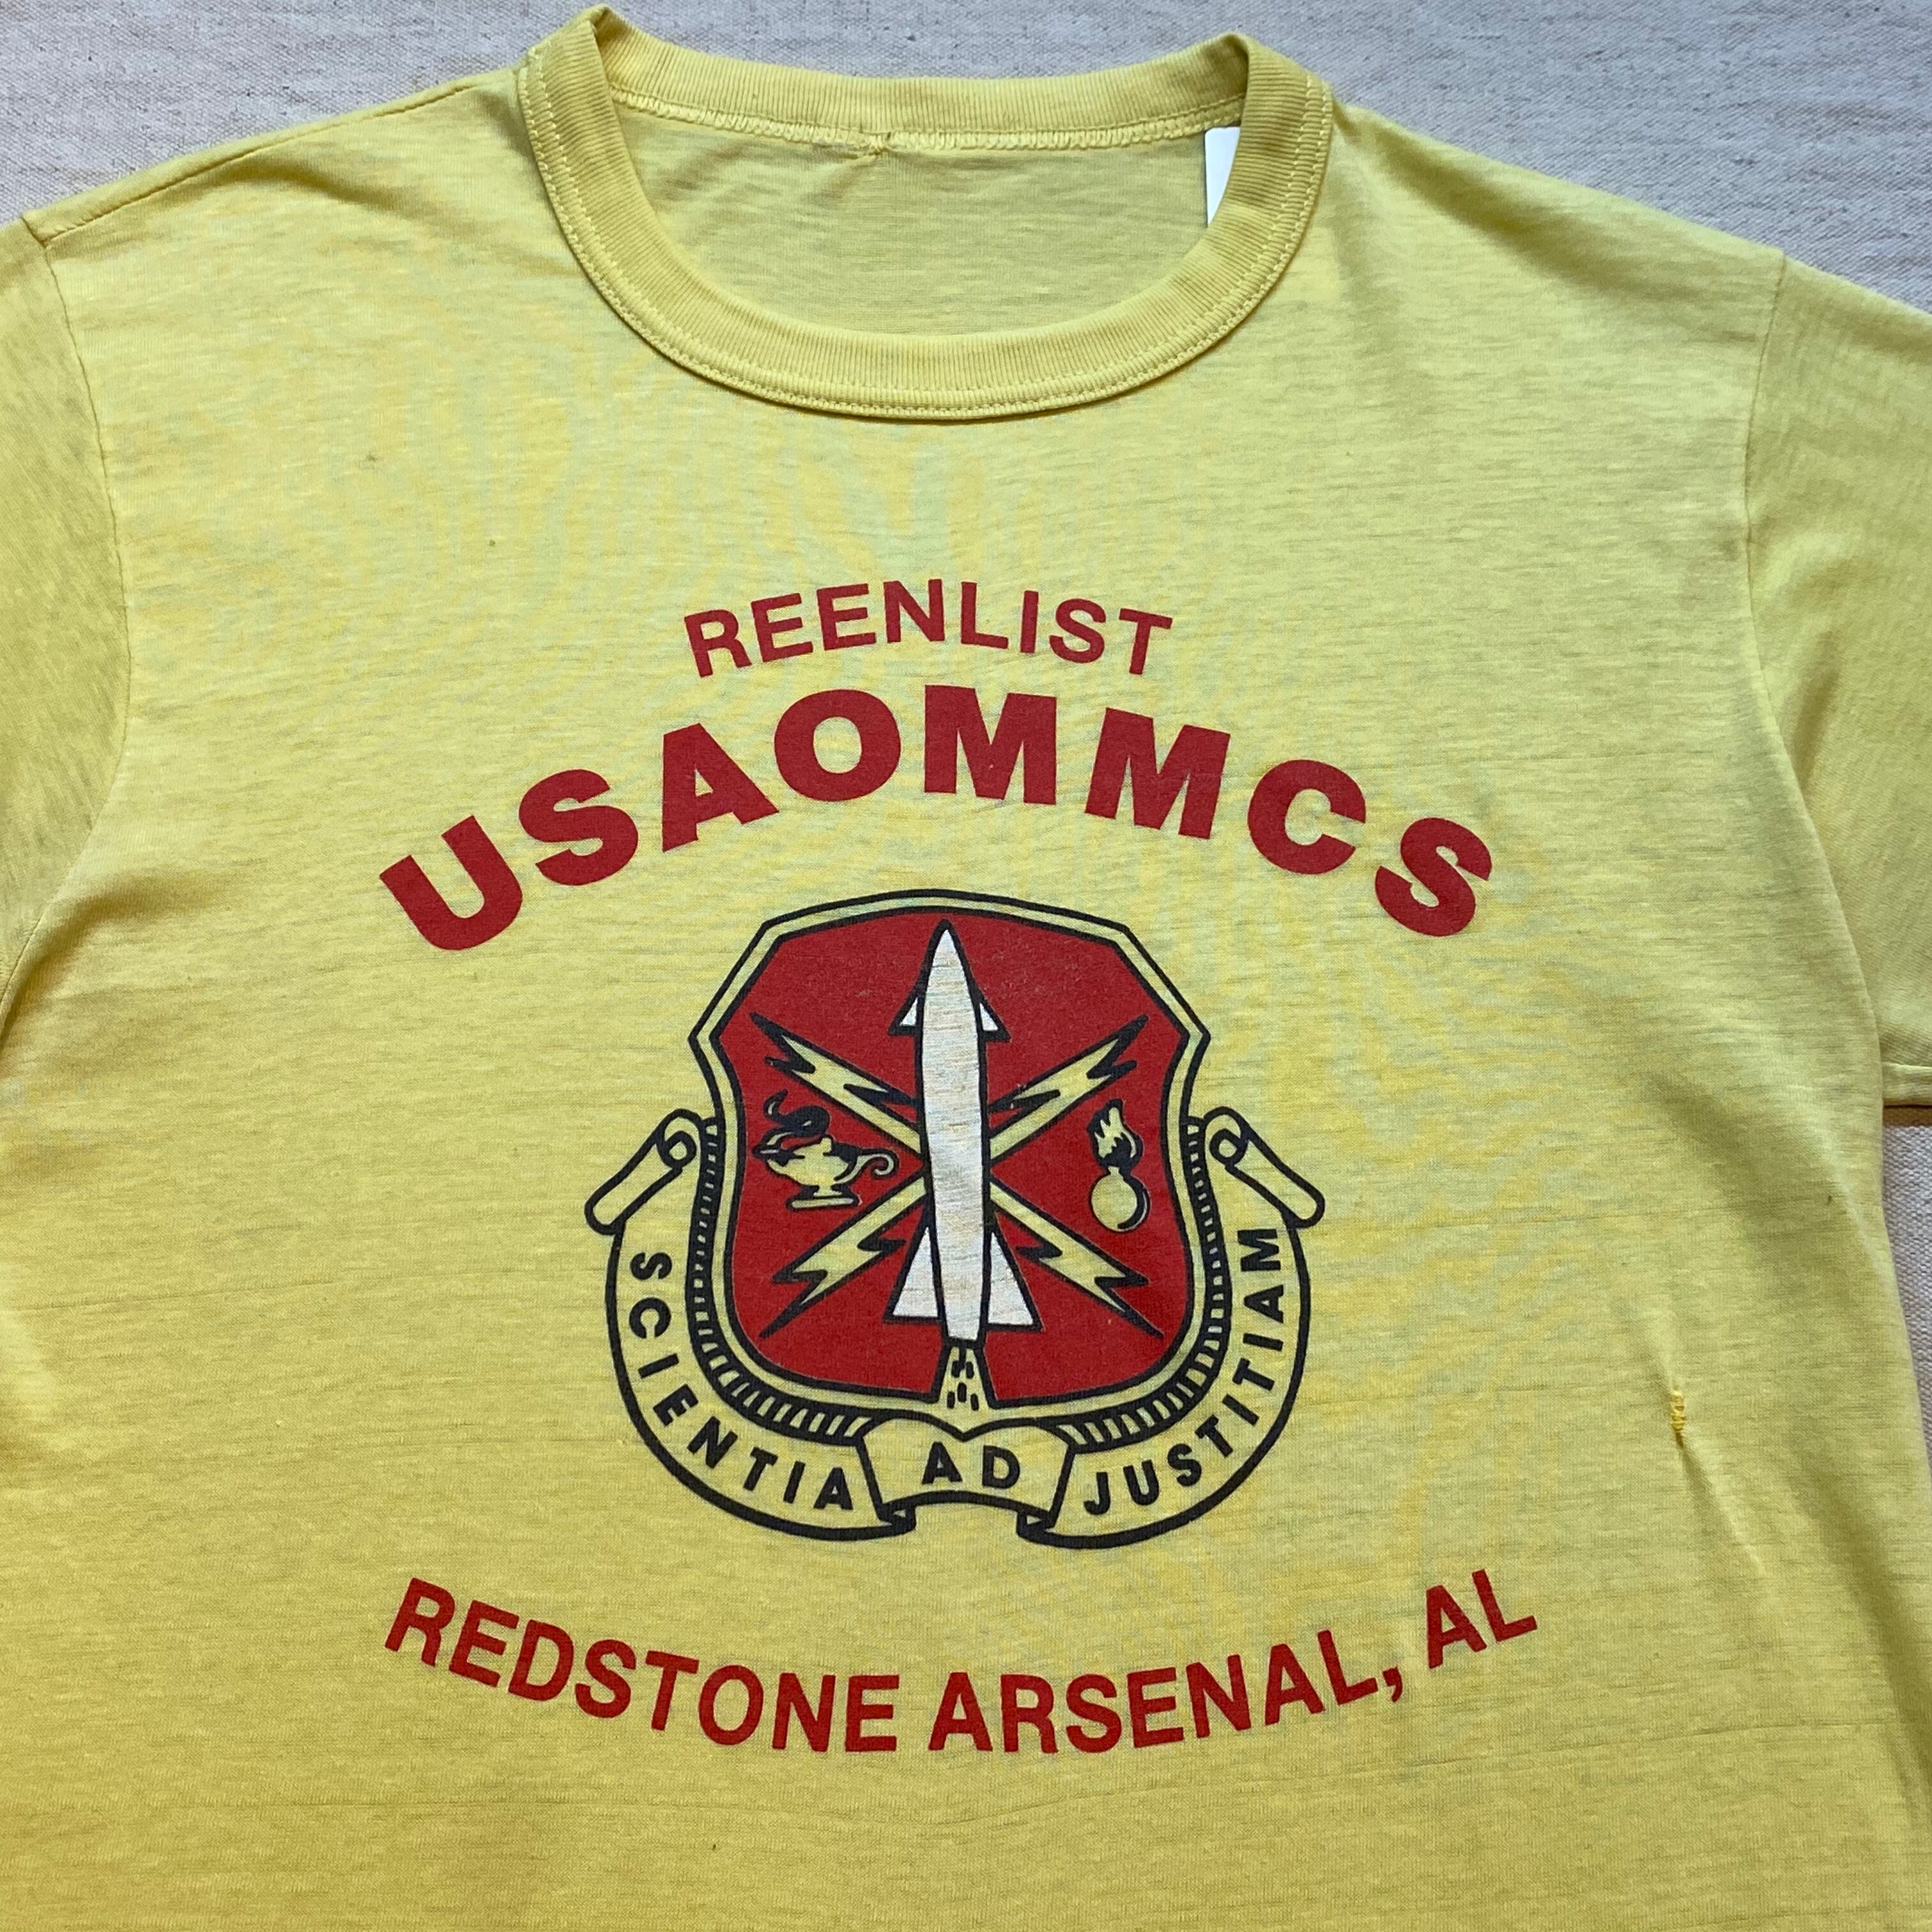 REENLIST
USAOMMCS
SCIENTIA AD JUSTITIAM
REDSTONE ARSENAL, AL